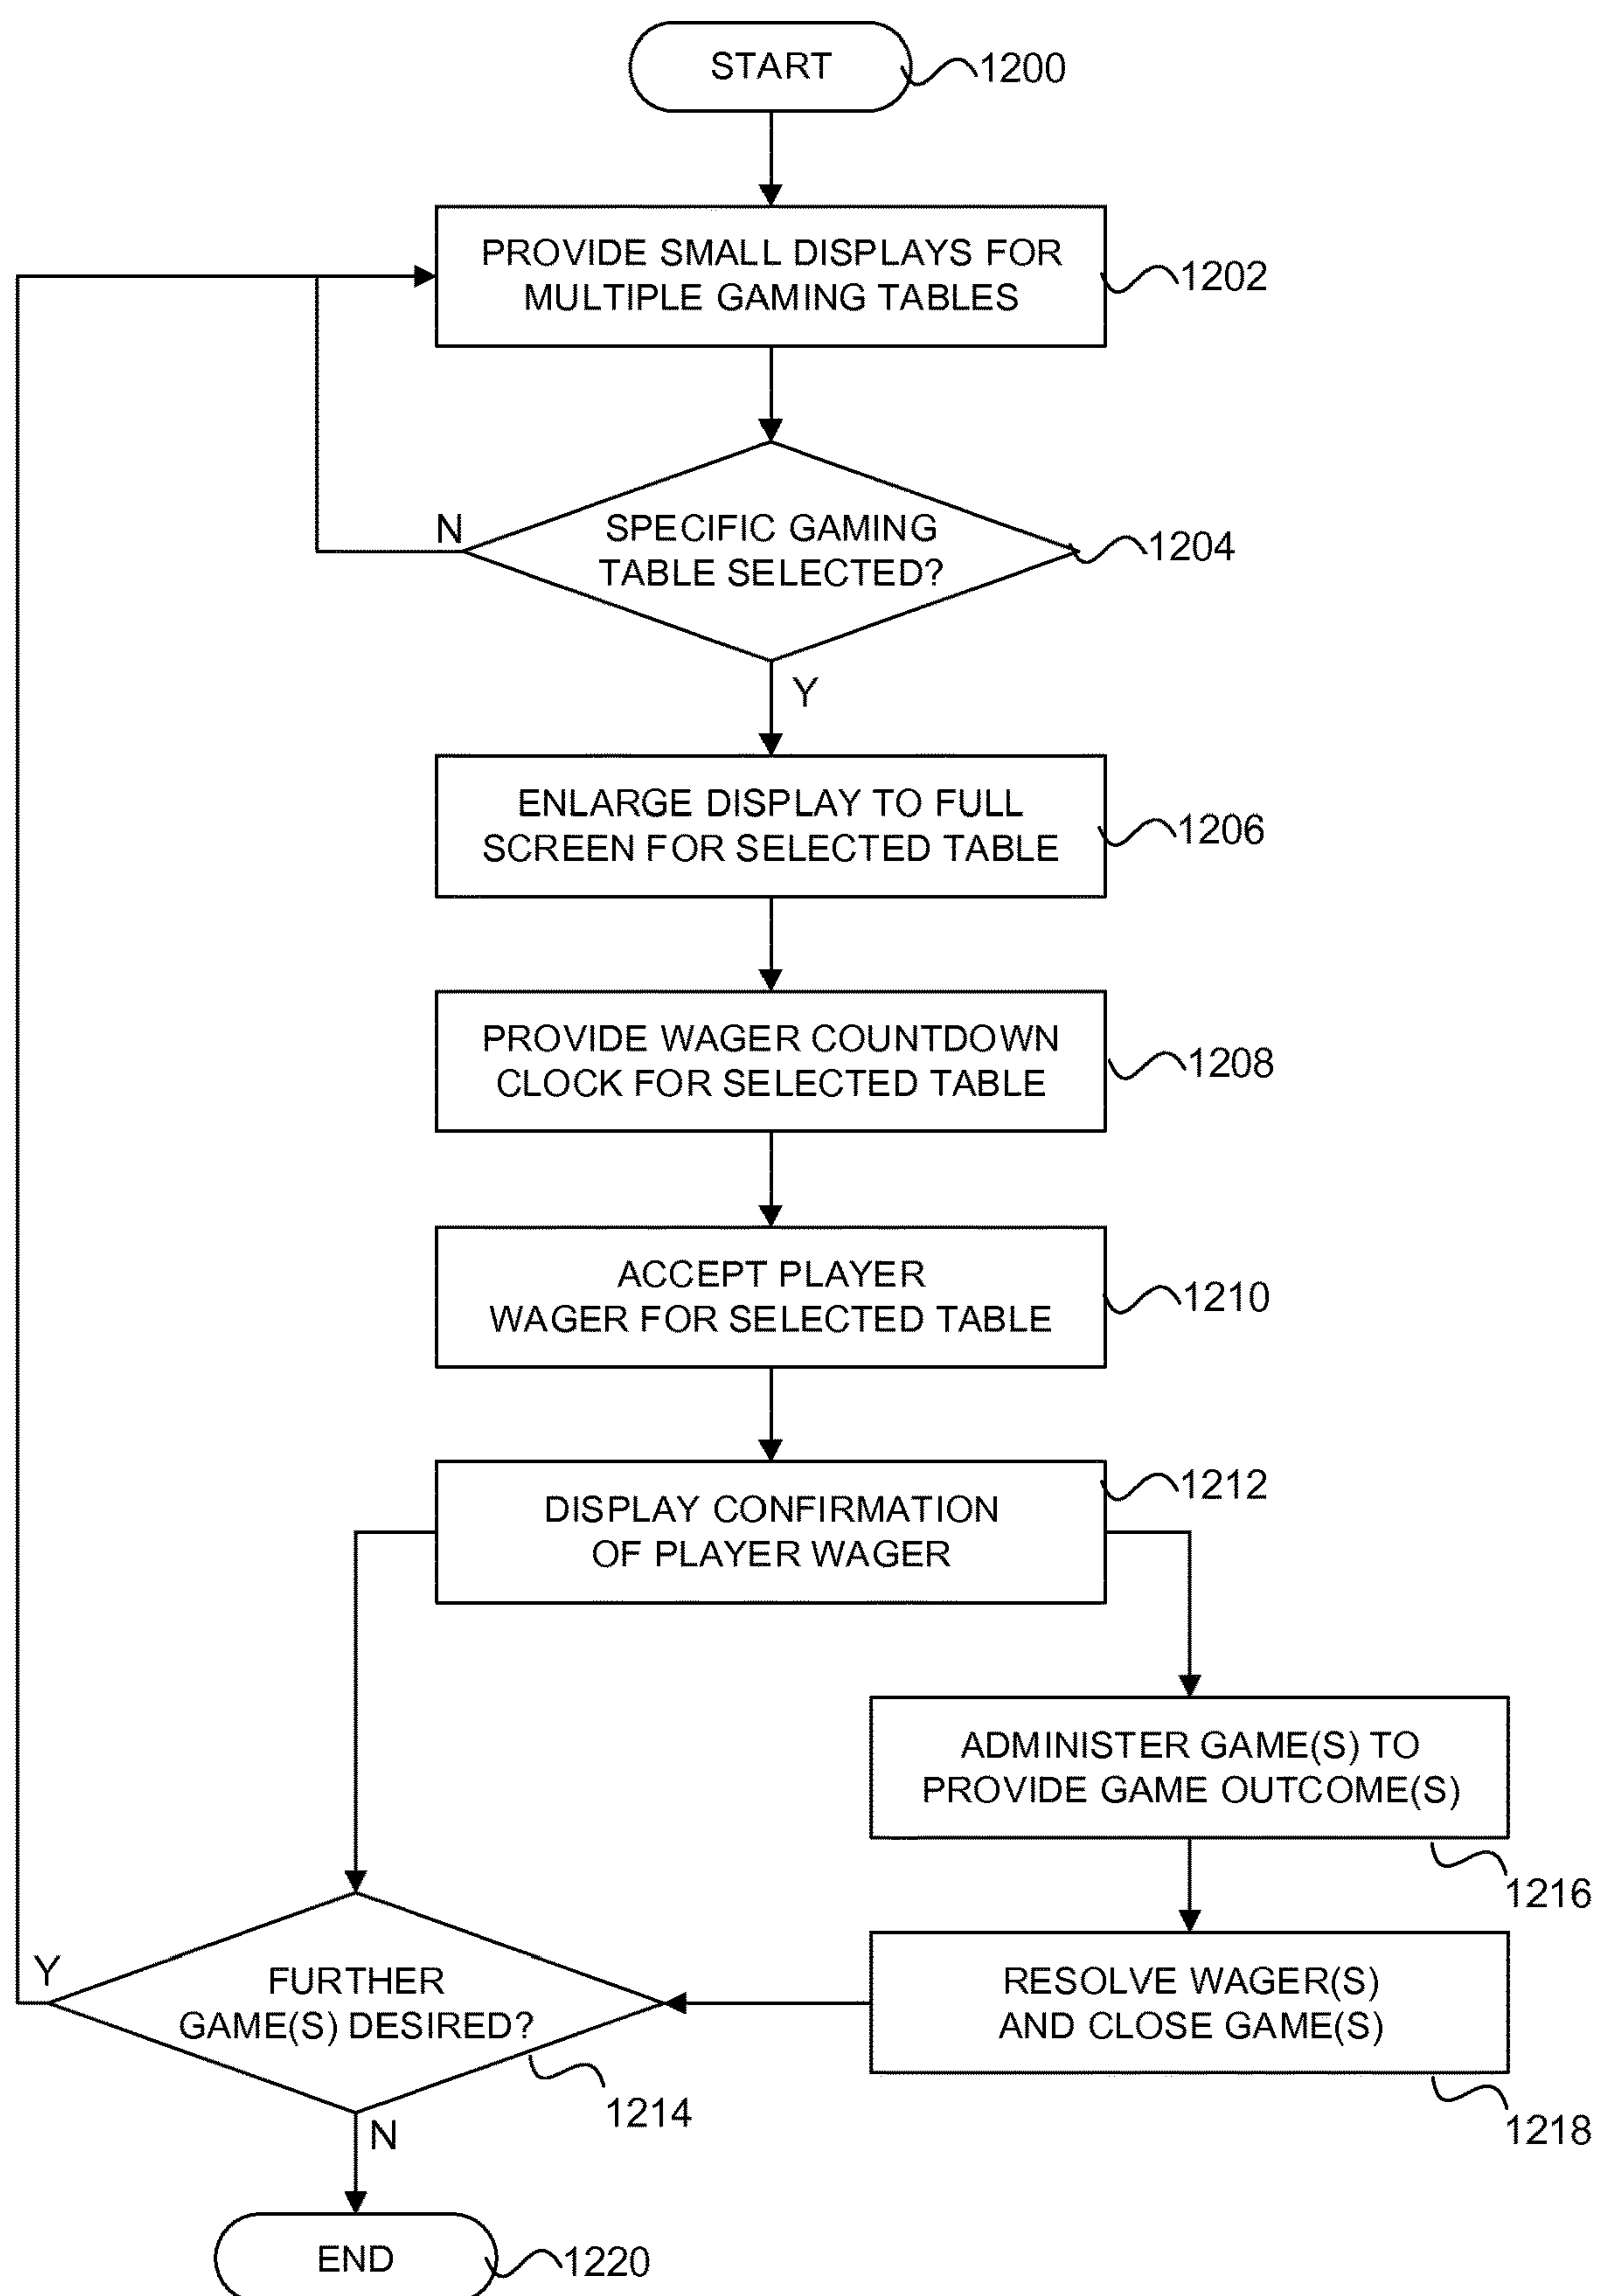 START
1200
PROVIDE SMALL DISPLAYS FOR
MULTIPLE GAMING TABLES
1202
N
SPECIFIC GAMING
TABLE SELECTED?
1204
Y
ENLARGE DISPLAY TO FULL
SCREEN FOR SELECTED TABLE
1206
PROVIDE WAGER COUNTDOWN
CLOCK FOR SELECTED TABLE
1208
ACCEPT PLAYER
WAGER FOR SELECTED TABLE
1210
DISPLAY CONFIRMATION
OF PLAYER WAGER
1212
ADMINISTER GAME(S) TO
PROVIDE GAME OUTCOME(S)
1216
Y
FURTHER
GAME(S) DESIRED?
1214
RESOLVE WAGER(S)
AND CLOSE GAME(S)
1218
N
END
1220